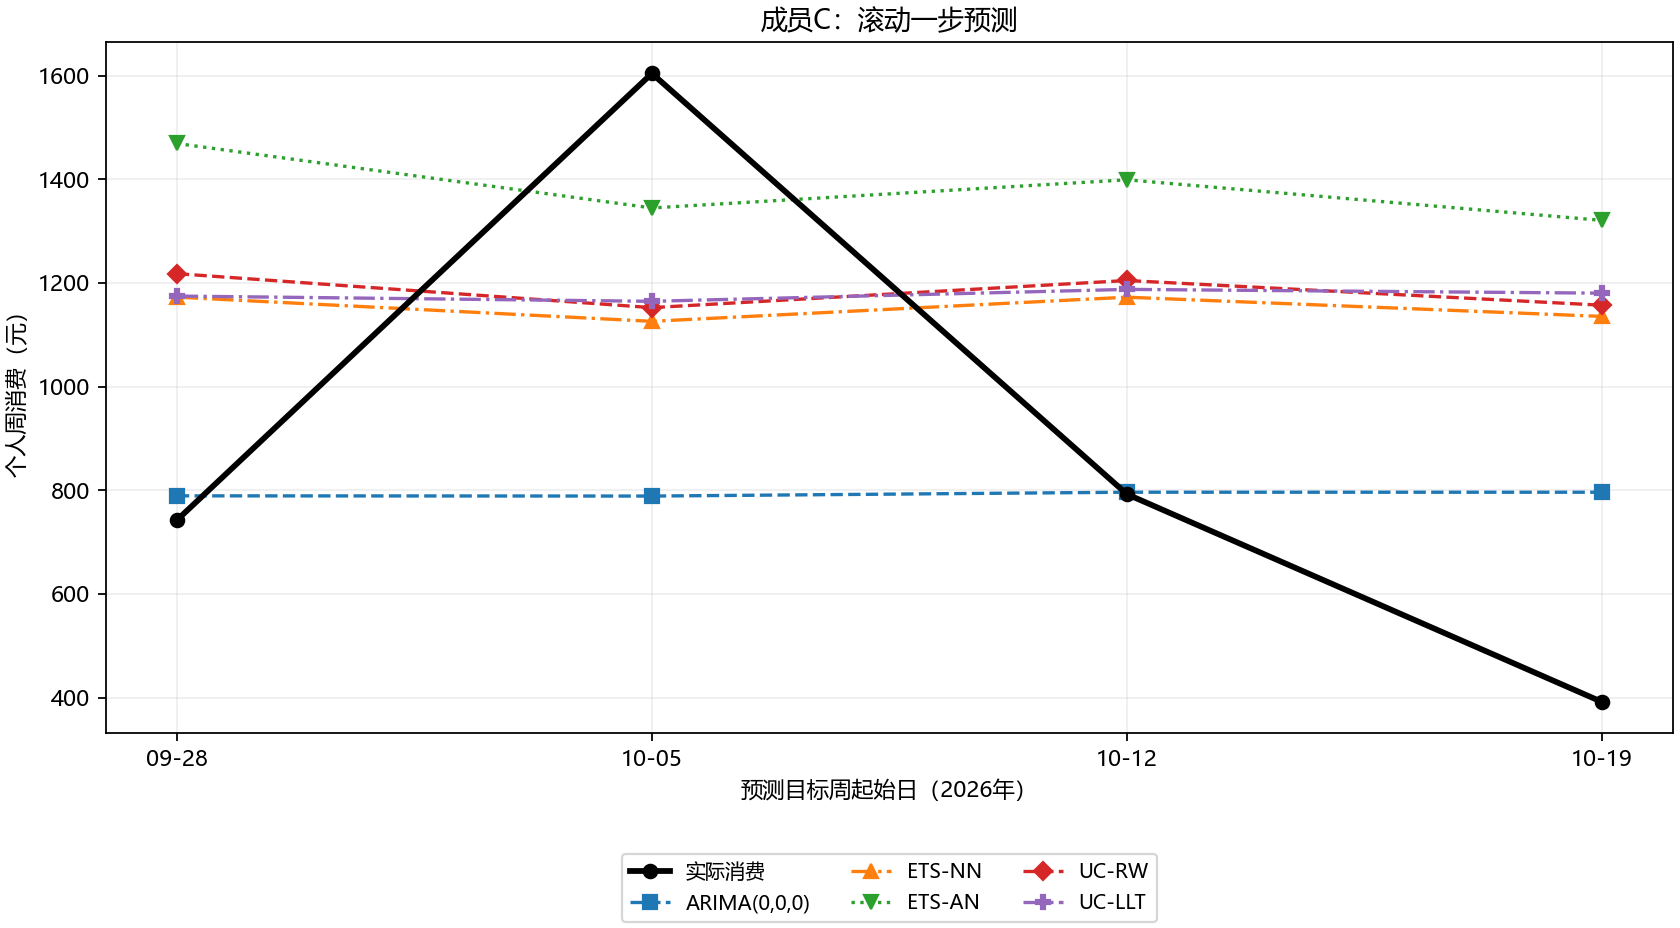 成员C：滚动一步预测
个人周消费（元）
1600
1400
1200
1000
800
600
400
09-28
10-05
10-12
10-19
预测目标周起始日（2026年）
实际消费
ARIMA(0,0,0)
ETS-NN
ETS-AN
UC-RW
UC-LLT